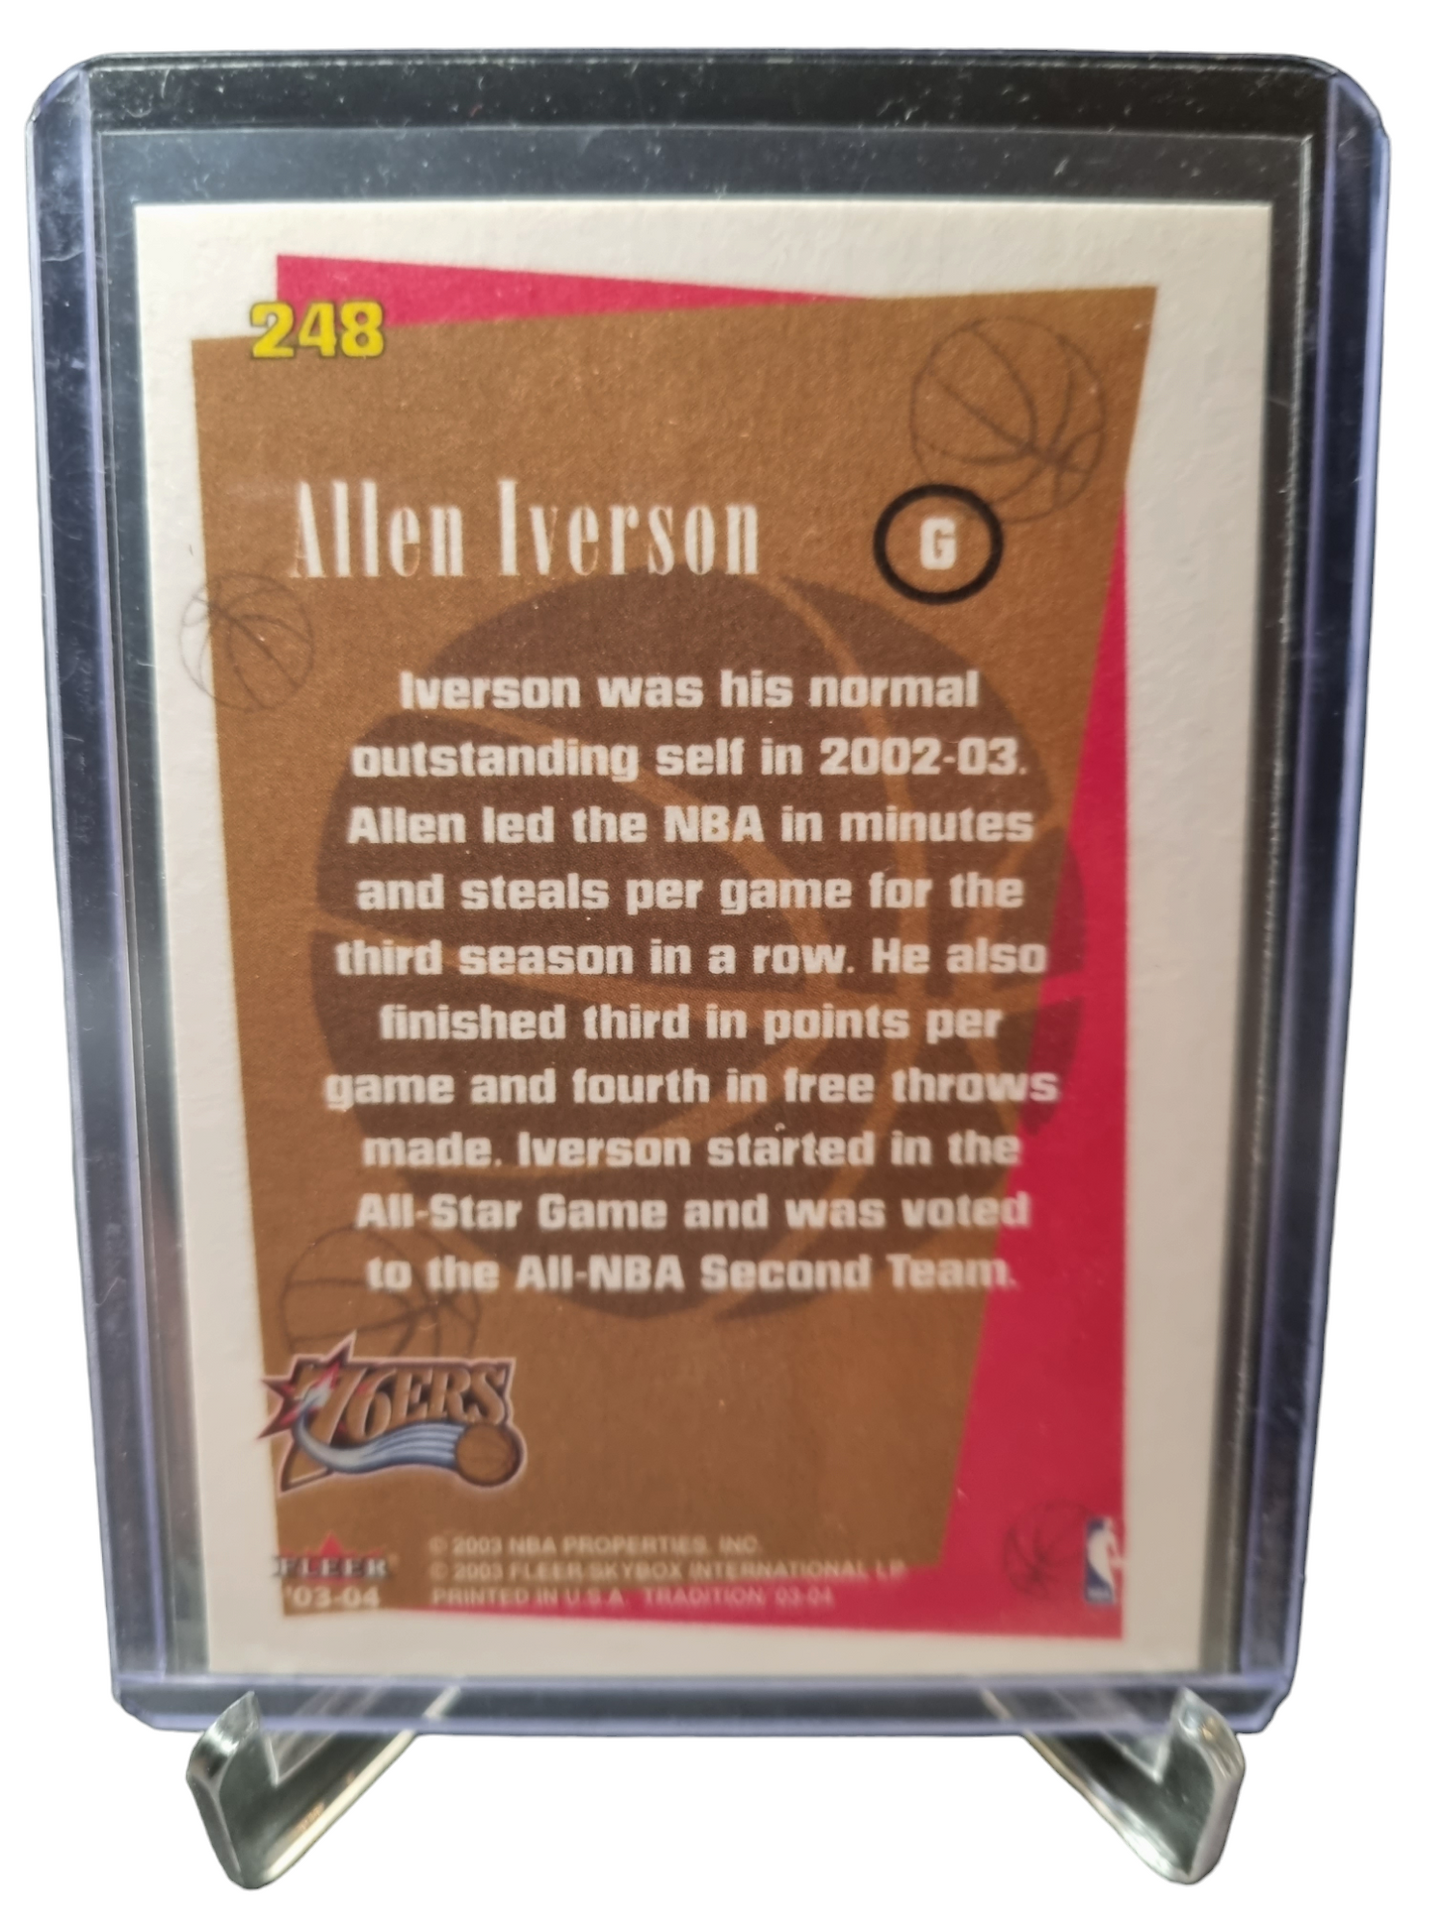 248
Allen Iverson
G
Iverson was his normal
outstanding self in 2002-03.
Allen led the NBA in minutes
and steals per game for the
third season in a row. He also
finished third in points per
game and fourth in free throws
made. Iverson started in the
All-Star Game and was voted
to the All-NBA Second Team.
76ERS
FLEER
'03-04
© 2003 NBA PROPERTIES, INC.
© 2003 FLEER/SKYBOX INTERNATIONAL LP
PRINTED IN U.S.A. TRADITION '03-04